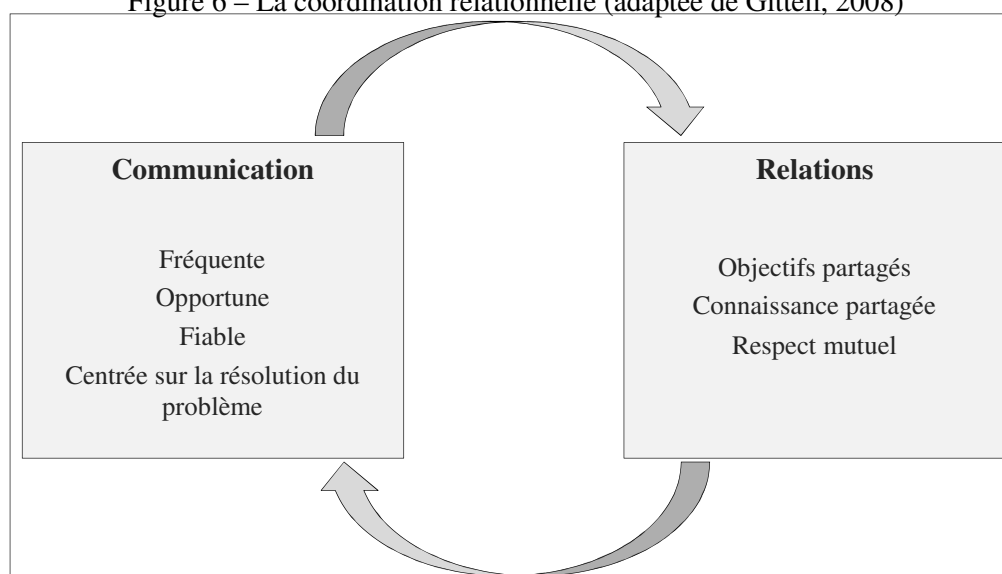 Figure 6 – La coordination relationnelle (adaptée de Gittell, 2008)
Communication
Fréquente
Opportune
Fiable
Centrée sur la résolution du
problème
Relations
Objectifs partagés
Connaissance partagée
Respect mutuel